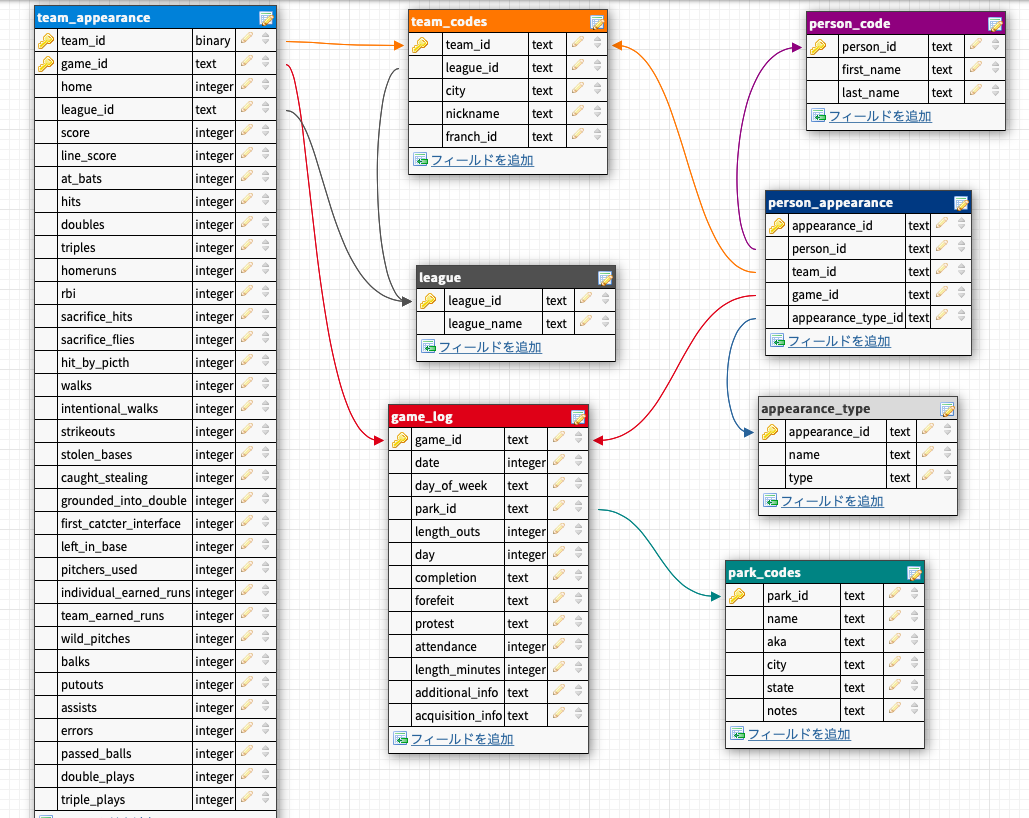 team_appearance
team_id binary
game_id text
home integer
league_id text
score integer
line_score integer
at_bats integer
hits integer
doubles integer
triples integer
homeruns integer
rbi integer
sacrifice_hits integer
sacrifice_flies integer
hit_by_picth integer
walks integer
intentional_walks integer
strikeouts integer
stolen_bases integer
caught_stealing integer
grounded_into_double integer
first_catcter_interface integer
left_in_base integer
pitchers_used integer
individual_earned_runs integer
team_earned_runs integer
wild_pitches integer
balks integer
putouts integer
assists integer
errors integer
passed_balls integer
double_plays integer
triple_plays integer
team_codes
team_id text
league_id text
city text
nickname text
franch_id text
フィールドを追加
league
league_id text
league_name text
フィールドを追加
game_log
game_id text
date integer
day_of_week text
park_id text
length_outs integer
day integer
completion text
forefeit text
protest text
attendance integer
length_minutes integer
additional_info text
acquisition_info text
フィールドを追加
person_code
person_id text
first_name text
last_name text
フィールドを追加
person_appearance
appearance_id text
person_id text
team_id text
game_id text
appearance_type_id text
フィールドを追加
appearance_type
appearance_id text
name text
type text
フィールドを追加
park_codes
park_id text
name text
aka text
city text
state text
notes text
フィールドを追加